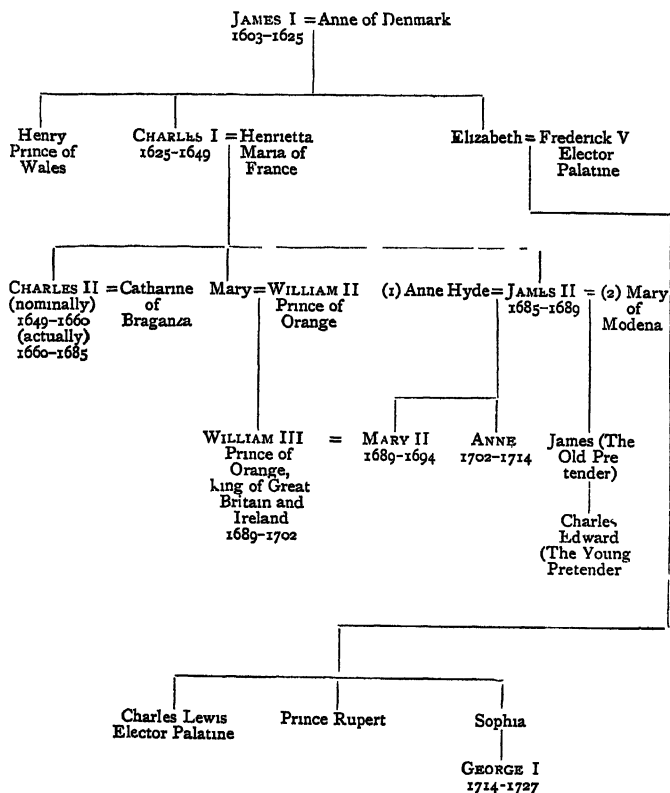 JAMES I = Anne of Denmark
1603–1625
Henry
Prince of
Wales
CHARLES I = Henrietta
1625–1649 Maria of
France
Elizabeth = Frederick V
Elector
Palatine
CHARLES II = Catharine
(nominally) of
1649–1660 Braganza
(actually)
1660–1685
Mary = WILLIAM II
Prince of
Orange
(1) Anne Hyde = JAMES II = (2) Mary
1685–1689 of
Modena
WILLIAM III = MARY II
Prince of 1689–1694
Orange,
king of Great
Britain and
Ireland
1689–1702
ANNE
1702–1714
James (The
Old Pre
tender)
Charles
Edward
(The Young
Pretender
Charles Lewis
Elector Palatine
Prince Rupert
Sophia
GEORGE I
1714-1727